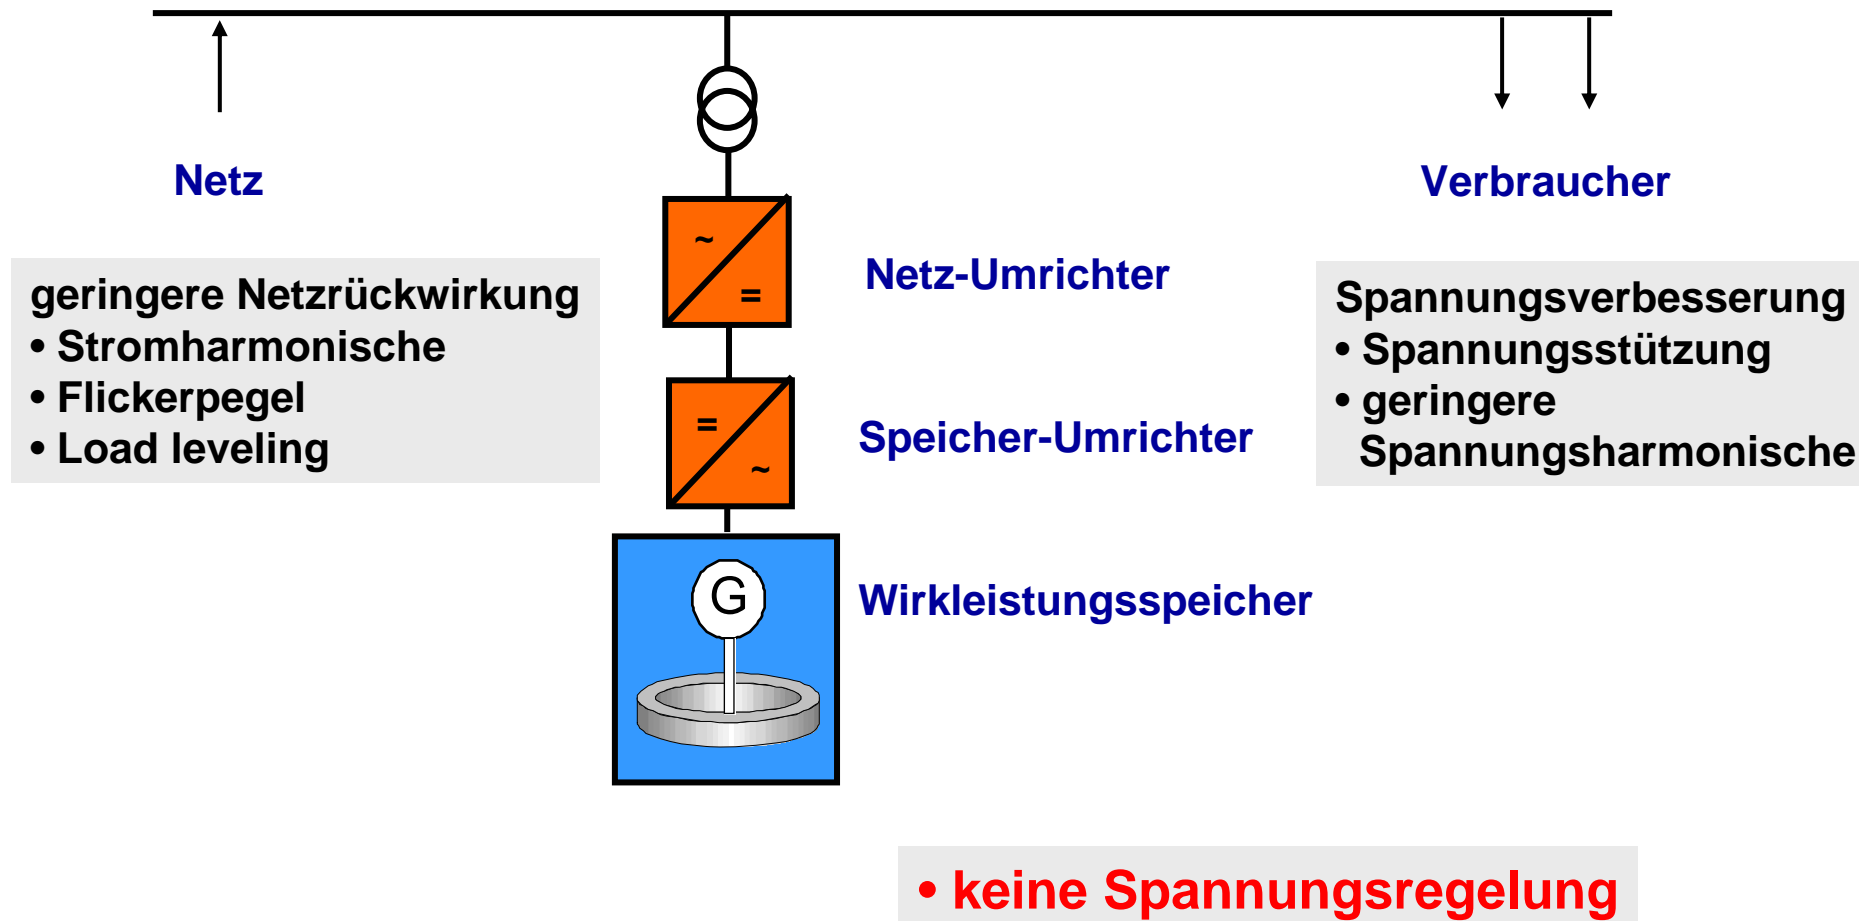 Netz
Verbraucher
geringere Netzrückwirkung
• Stromharmonische
• Flickerpegel
• Load leveling
~
=
Netz-Umrichter
=
~
Speicher-Umrichter
G
Wirkleistungsspeicher
Spannungsverbesserung
• Spannungsstützung
• geringere
Spannungsharmonische
• keine Spannungsregelung